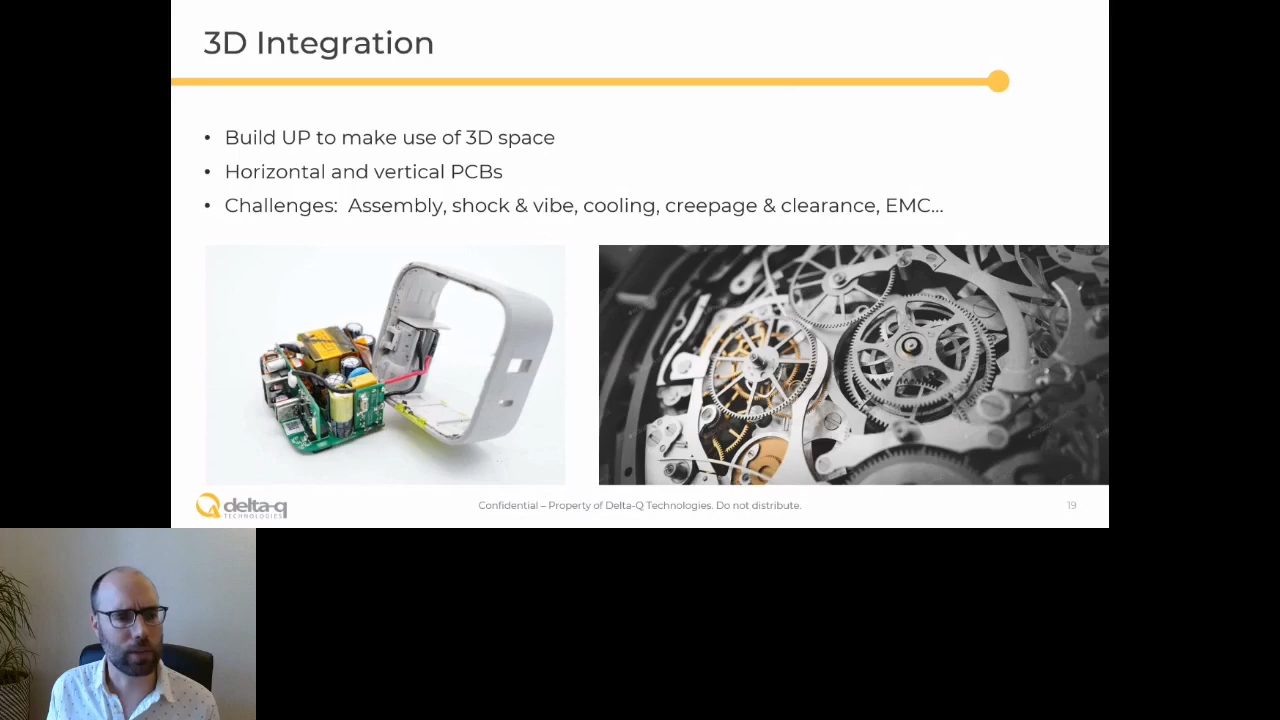 3D Integration
• Build UP to make use of 3D space
• Horizontal and vertical PCBs
• Challenges:  Assembly, shock & vibe, cooling, creepage & clearance, EMC...
delta-q
TECHNOLOGIES
Confidential – Property of Delta-Q Technologies. Do not distribute.
19